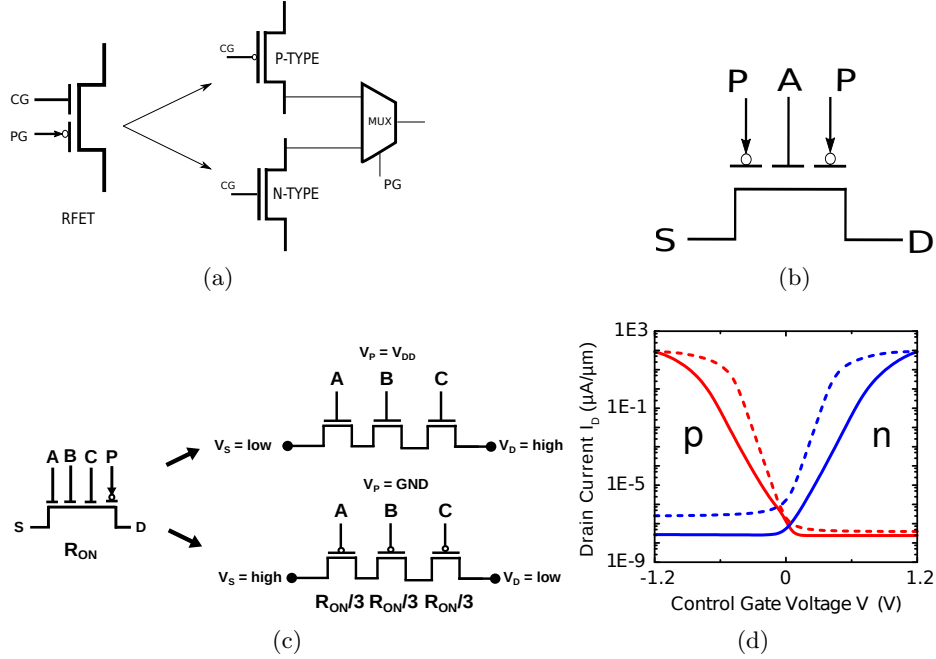 CG
PG
RFET
CG
P-TYPE
CG
N-TYPE
MUX
PG
(a)
P A P
S D
(b)
A B C P
S D
R_ON
V_P = V_DD
A B C
V_S = low V_D = high
V_P = GND
A B C
V_S = high V_D = low
R_ON/3 R_ON/3 R_ON/3
(c)
Drain Current I_D (μA/μm)
1E3
1E-1
1E-5
1E-9
p n
-1.2 0 1.2
Control Gate Voltage V (V)
(d)